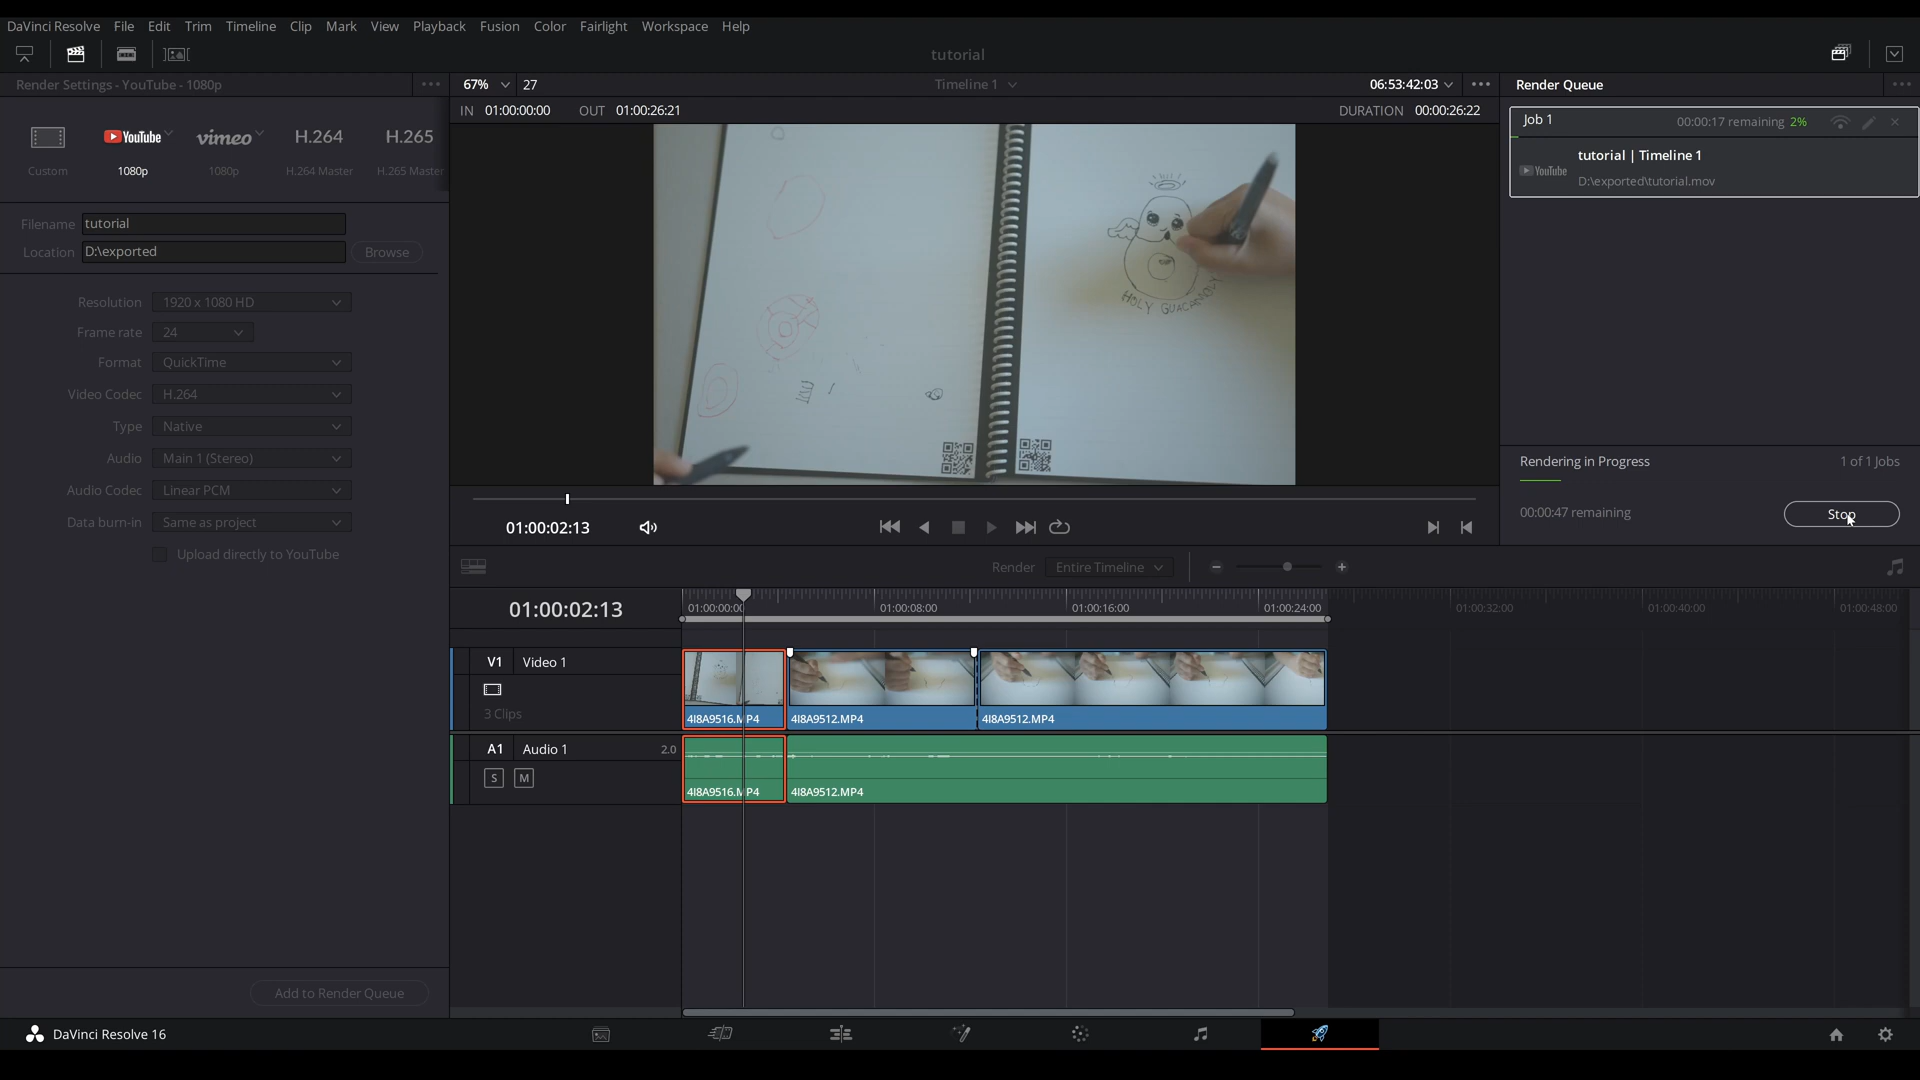 DaVinci Resolve File Edit Trim Timeline Clip Mark View Playback Fusion Color Fairlight Workspace Help
tutorial
Render Settings - YouTube - 1080p
67% 27 Timeline 1 06:53:42:03
Render Queue
IN 01:00:00:00 OUT 01:00:26:21 DURATION 00:00:26:22
YouTube vimeo H.264 H.265
Custom 1080p 1080p H.264 Master H.265 Master
Job 1 00:00:17 remaining 2%
tutorial | Timeline 1
YouTube
D:\exported\tutorial.mov
Filename tutorial
Location D:\exported Browse
Resolution 1920 x 1080 HD
Frame rate 24
Format QuickTime
Video Codec H.264
Type Native
Audio Main 1 (Stereo)
Audio Codec Linear PCM
Data burn-in Same as project
Upload directly to YouTube
HOLY GUACAMOLY
Rendering in Progress 1 of 1 Jobs
00:00:47 remaining Stop
01:00:02:13
Render Entire Timeline
01:00:02:13
01:00:00:00 01:00:08:00 01:00:16:00 01:00:24:00 01:00:32:00 01:00:40:00 01:00:48:00
V1 Video 1
3 Clips
4I8A9516.MP4 4I8A9512.MP4 4I8A9512.MP4
A1 Audio 1 2.0
S M
4I8A9516.MP4 4I8A9512.MP4
Add to Render Queue
DaVinci Resolve 16